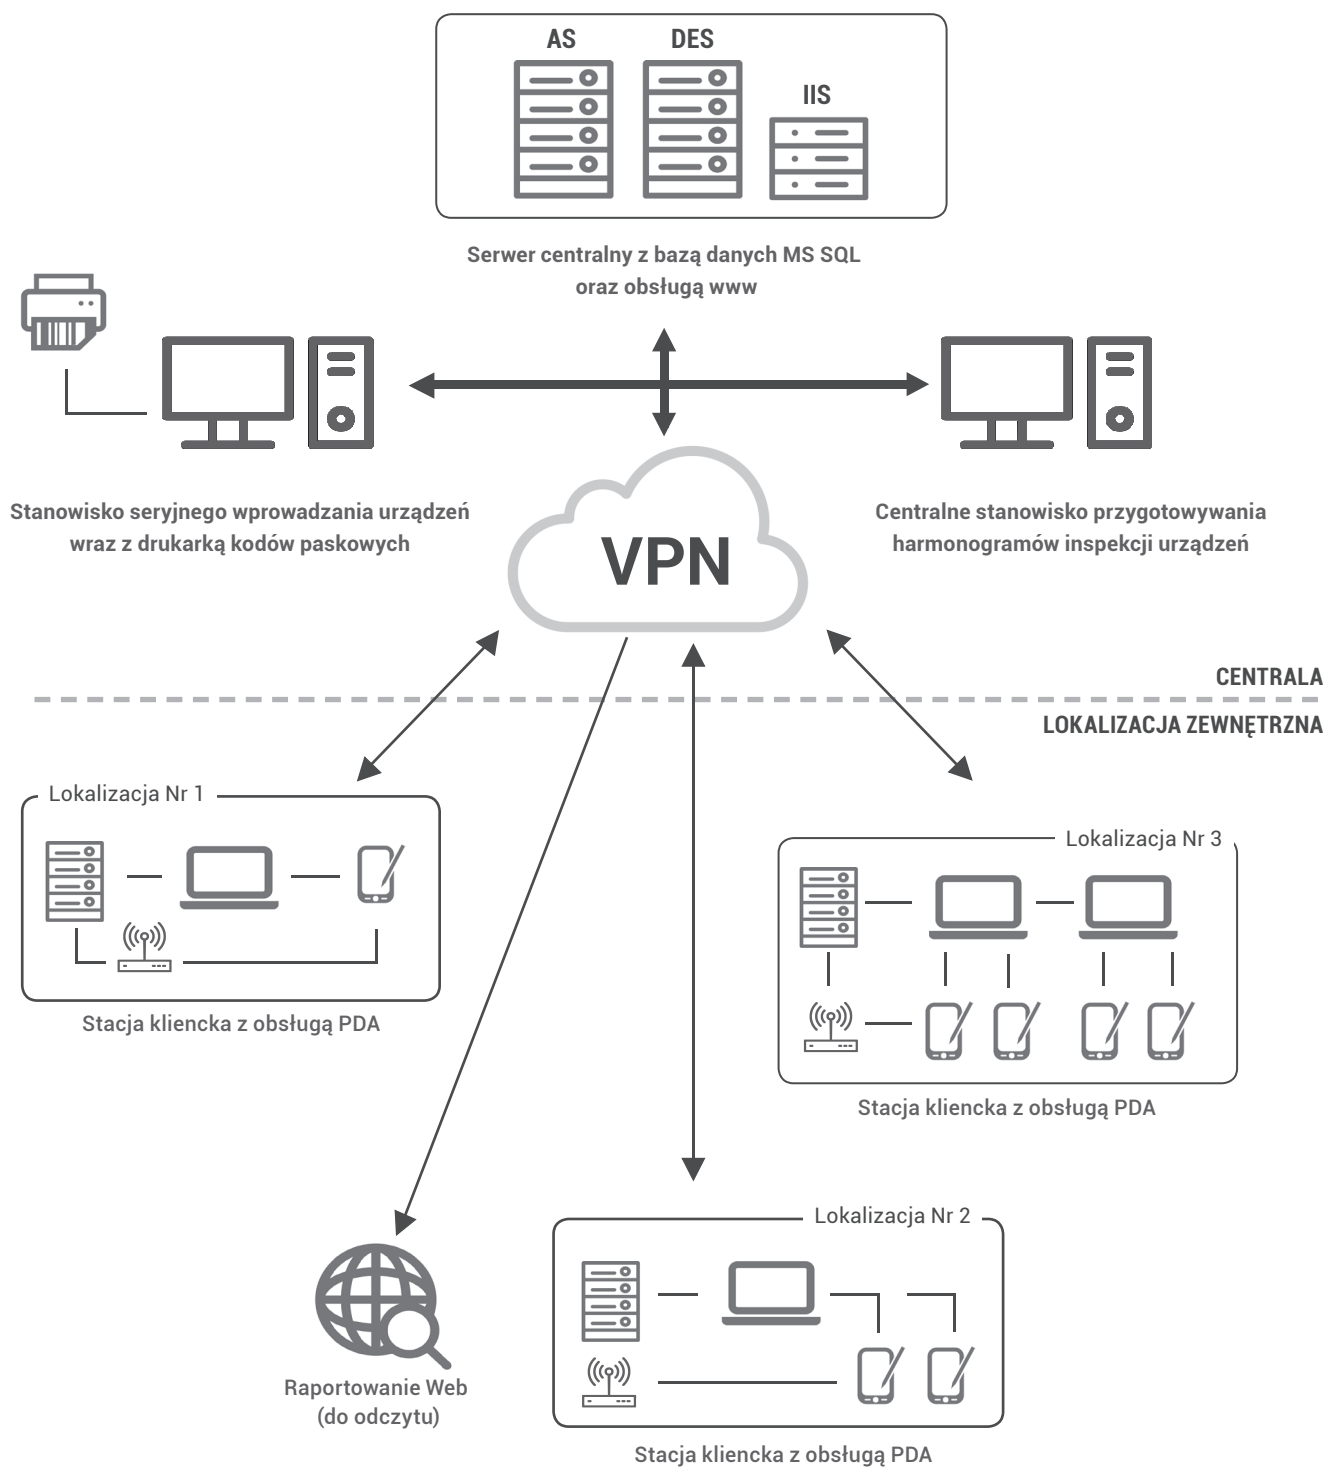 AS
DES
IIS
Serwer centralny z bazą danych MS SQL
oraz obsługą www
Stanowisko seryjnego wprowadzania urządzeń
wraz z drukarką kodów paskowych
Centralne stanowisko przygotowywania
harmonogramów inspekcji urządzeń
VPN
CENTRALA
LOKALIZACJA ZEWNĘTRZNA
Lokalizacja Nr 1
Stacja kliencka z obsługą PDA
Lokalizacja Nr 3
Stacja kliencka z obsługą PDA
Lokalizacja Nr 2
Stacja kliencka z obsługą PDA
Raportowanie Web
(do odczytu)